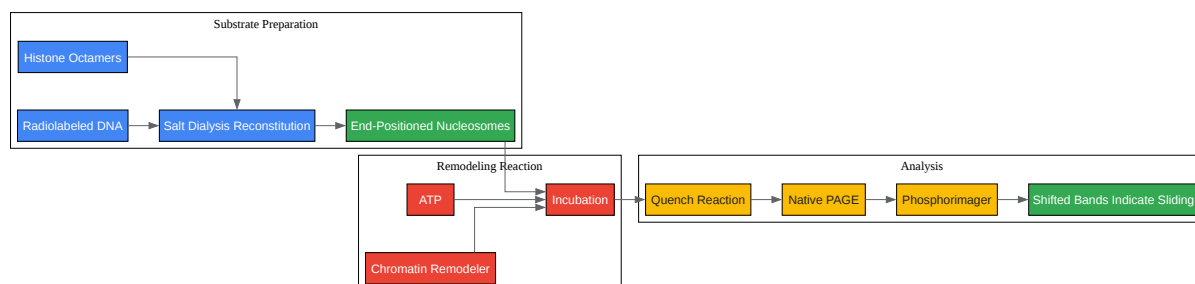 Substrate Preparation
Histone Octamers
Radiolabeled DNA
Salt Dialysis Reconstitution
End-Positioned Nucleosomes
Remodeling Reaction
ATP
Incubation
Chromatin Remodeler
Analysis
Quench Reaction
Native PAGE
Phosphorimager
Shifted Bands Indicate Sliding